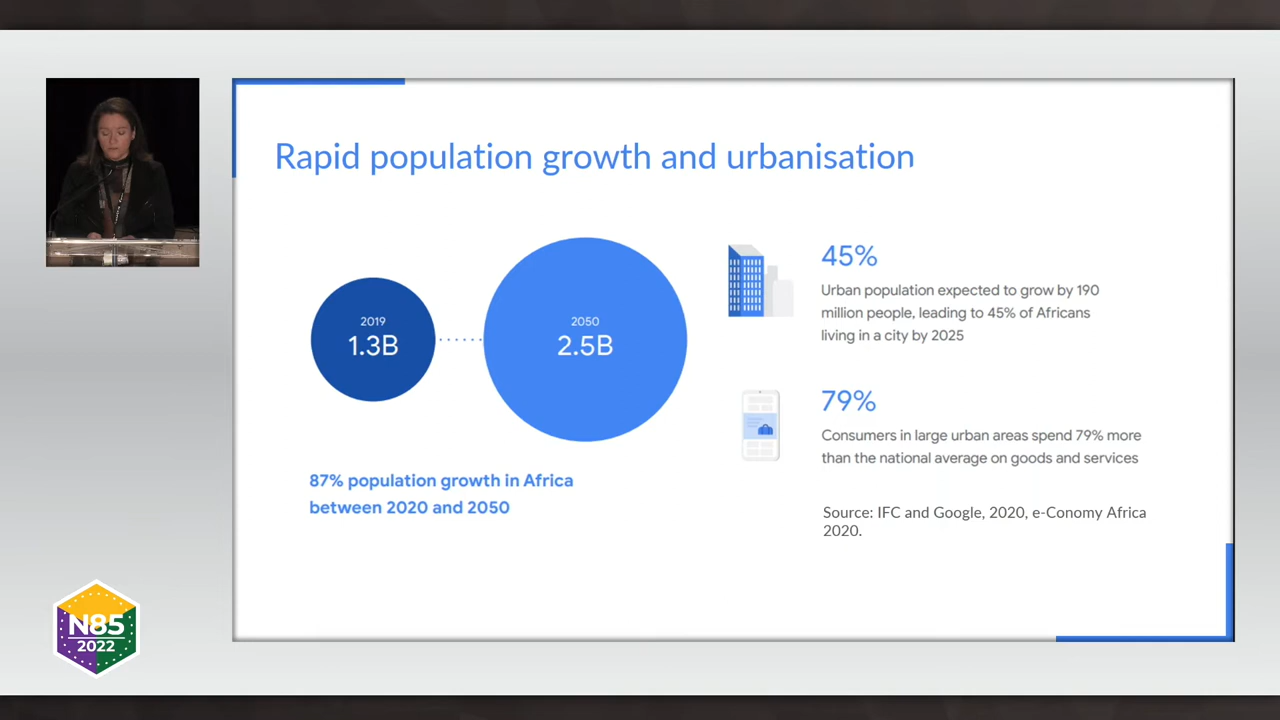 Rapid population growth and urbanisation
2019
1.3B
2050
2.5B
87% population growth in Africa
between 2020 and 2050
45%
Urban population expected to grow by 190
million people, leading to 45% of Africans
living in a city by 2025
79%
Consumers in large urban areas spend 79% more
than the national average on goods and services
Source: IFC and Google, 2020, e-Conomy Africa
2020.
N85
2022